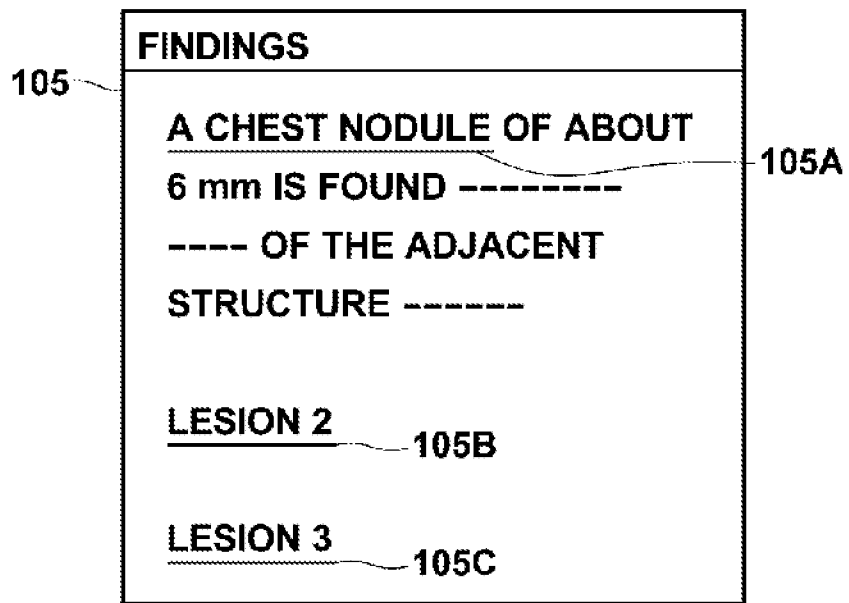 FINDINGS
105
A CHEST NODULE OF ABOUT
105A
6 mm IS FOUND --------
---- OF THE ADJACENT
STRUCTURE ------
LESION 2
105B
LESION 3
105C